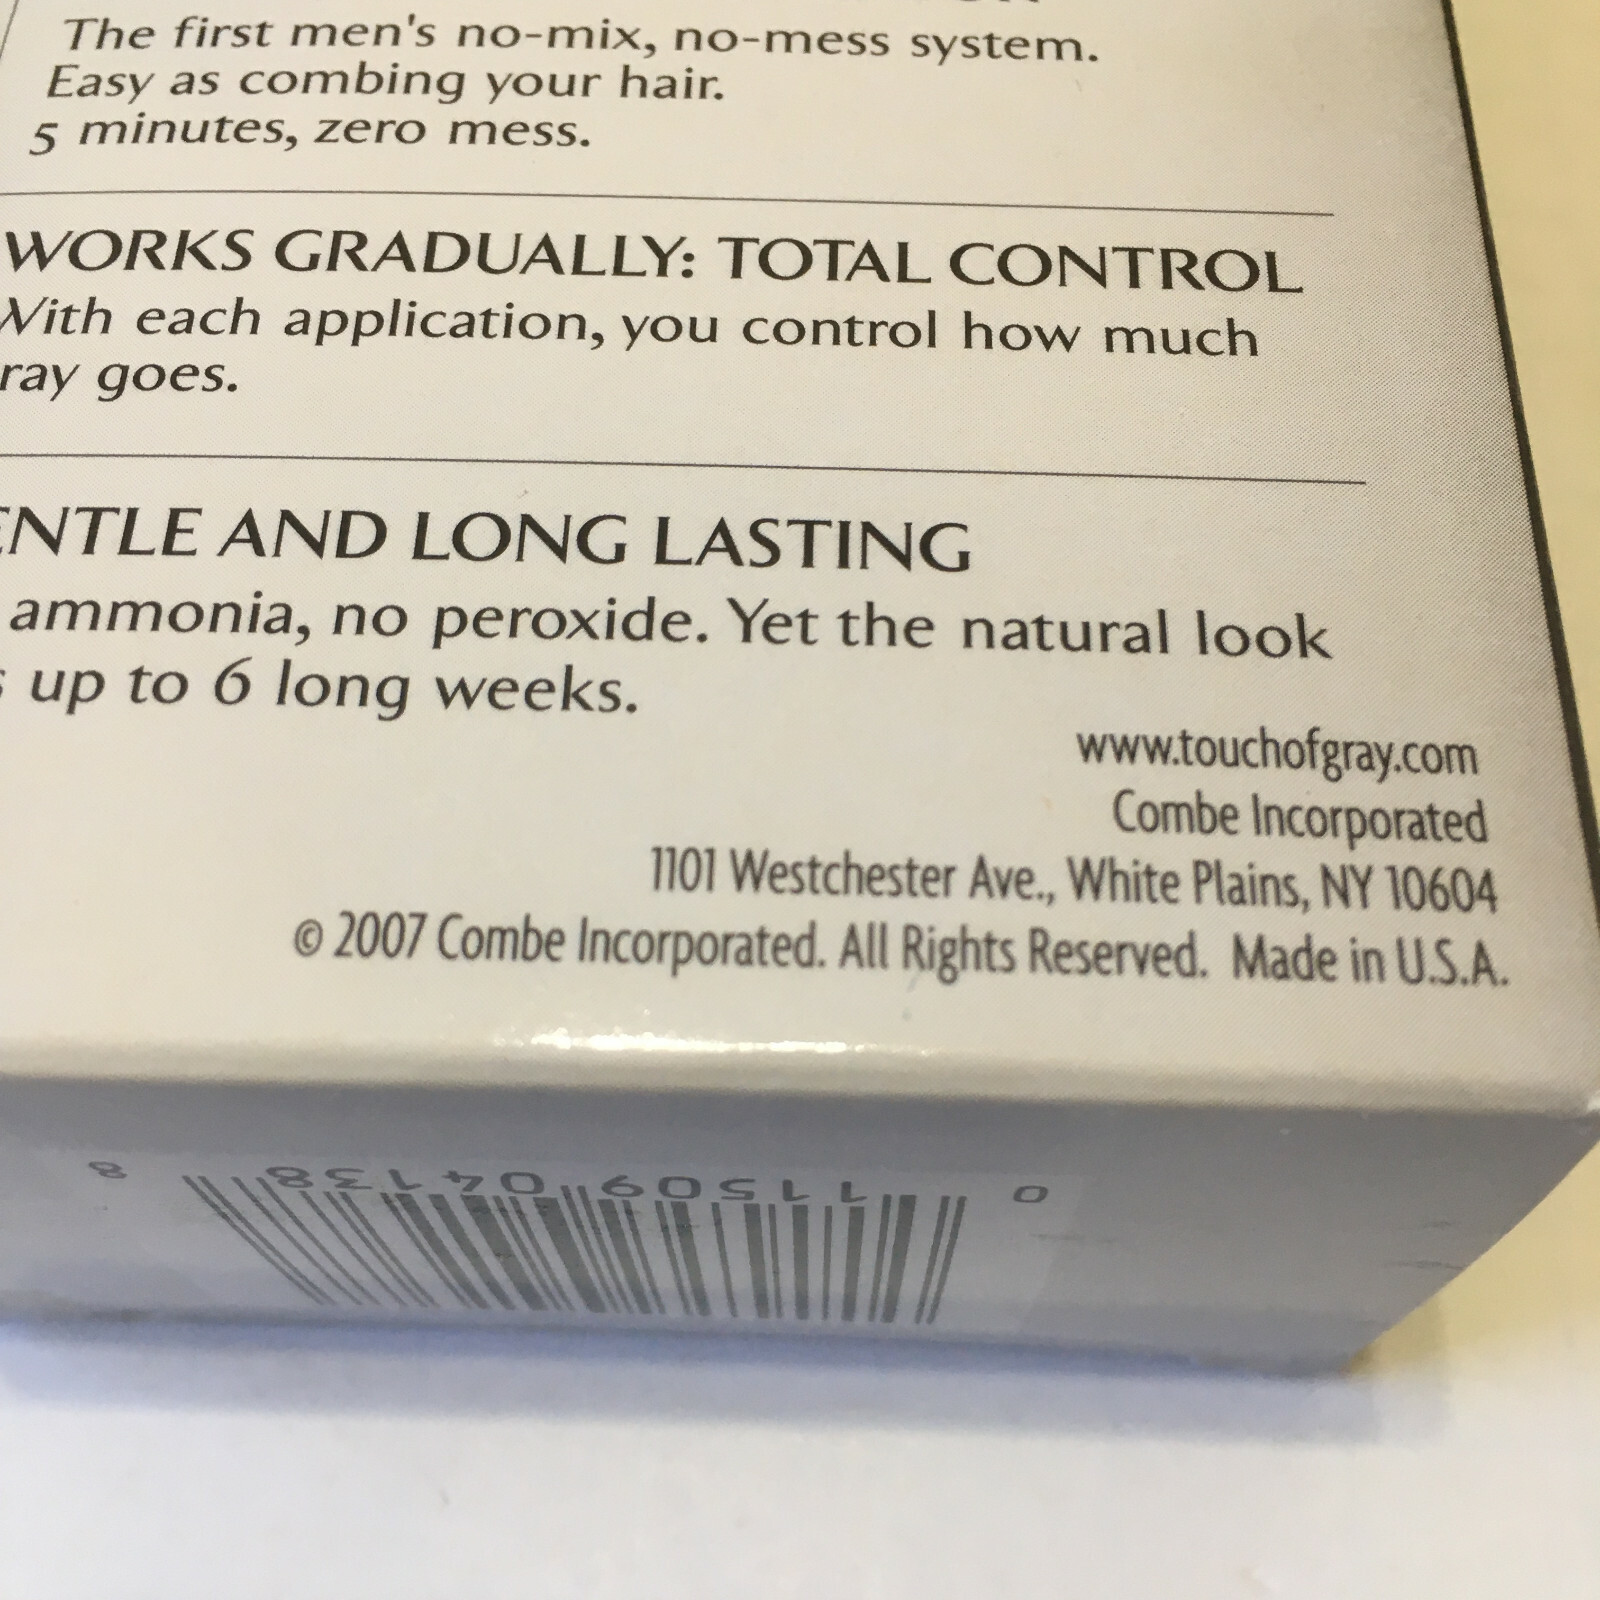 The first men's no-mix, no-mess system.
Easy as combing your hair.
5 minutes, zero mess.
WORKS GRADUALLY: TOTAL CONTROL
With each application, you control how much
ray goes.
ENTLE AND LONG LASTING
ammonia, no peroxide. Yet the natural look
s up to 6 long weeks.
www.touchofgray.com
Combe Incorporated
1101 Westchester Ave., White Plains, NY 10604
© 2007 Combe Incorporated. All Rights Reserved. Made in U.S.A.
0 11509 04138 8